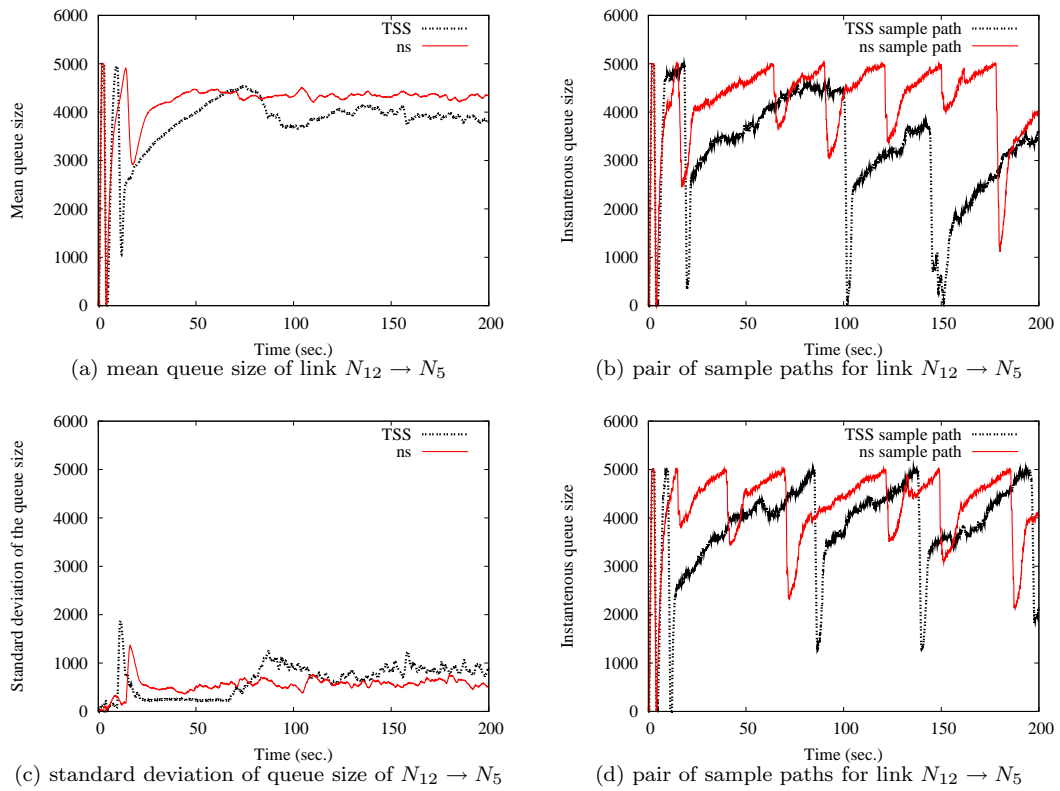 6000
5000
4000
3000
2000
1000
0
Mean queue size
TSS
ns
0 50 100 150 200
Time (sec.)
(a) mean queue size of link N12 → N5
6000
5000
4000
3000
2000
1000
0
Instantenous queue size
TSS sample path
ns sample path
0 50 100 150 200
Time (sec.)
(b) pair of sample paths for link N12 → N5
6000
5000
4000
3000
2000
1000
0
Standard deviation of the queue size
TSS
ns
0 50 100 150 200
Time (sec.)
(c) standard deviation of queue size of N12 → N5
6000
5000
4000
3000
2000
1000
0
Instantenous queue size
TSS sample path
ns sample path
0 50 100 150 200
Time (sec.)
(d) pair of sample paths for link N12 → N5